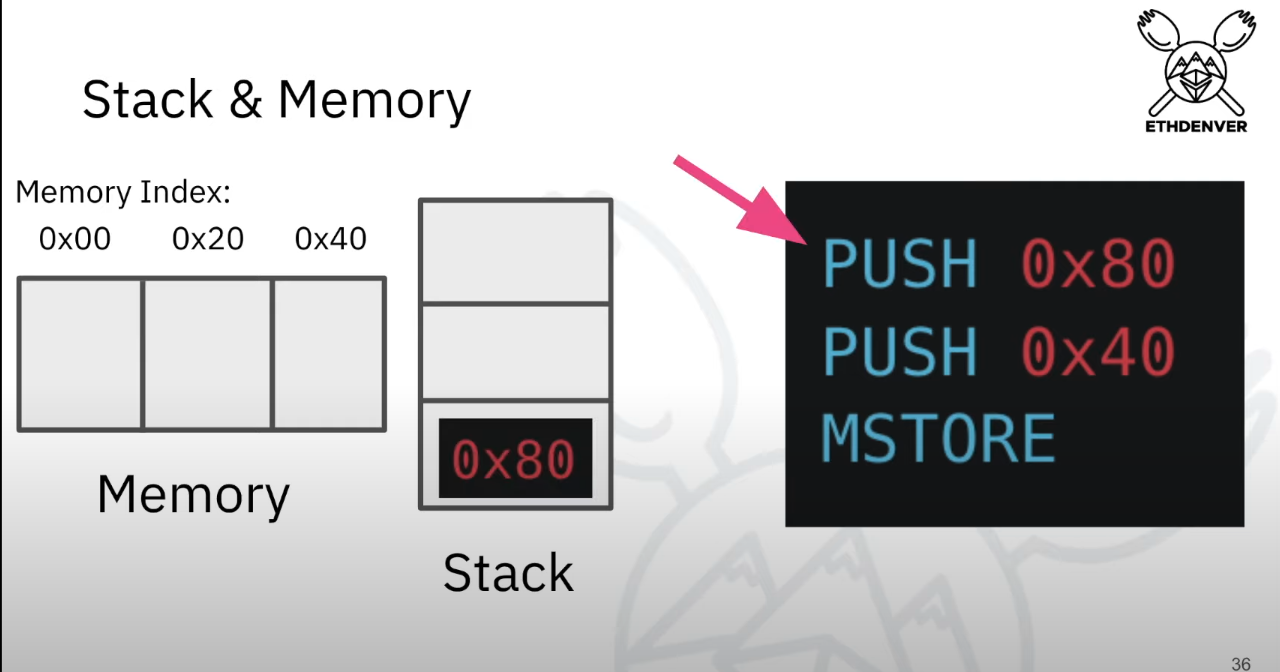 Stack & Memory
ETHDENVER
Memory Index:
0x00 0x20 0x40
Memory
0x80
Stack
PUSH 0x80
PUSH 0x40
MSTORE
36